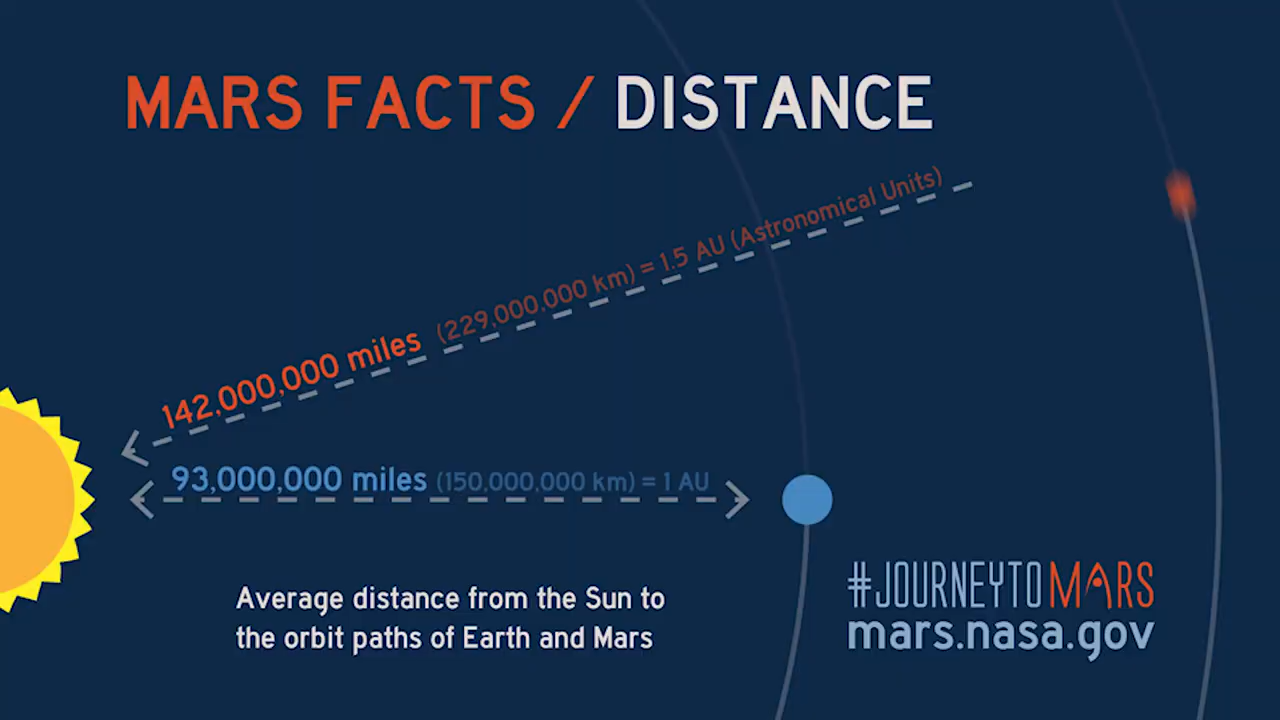 MARS FACTS / DISTANCE
142,000,000 miles (229,000,000 km) = 1.5 AU (Astronomical Units)
93,000,000 miles (150,000,000 km) = 1 AU
Average distance from the Sun to
the orbit paths of Earth and Mars
#JOURNEYTOMARS
mars.nasa.gov